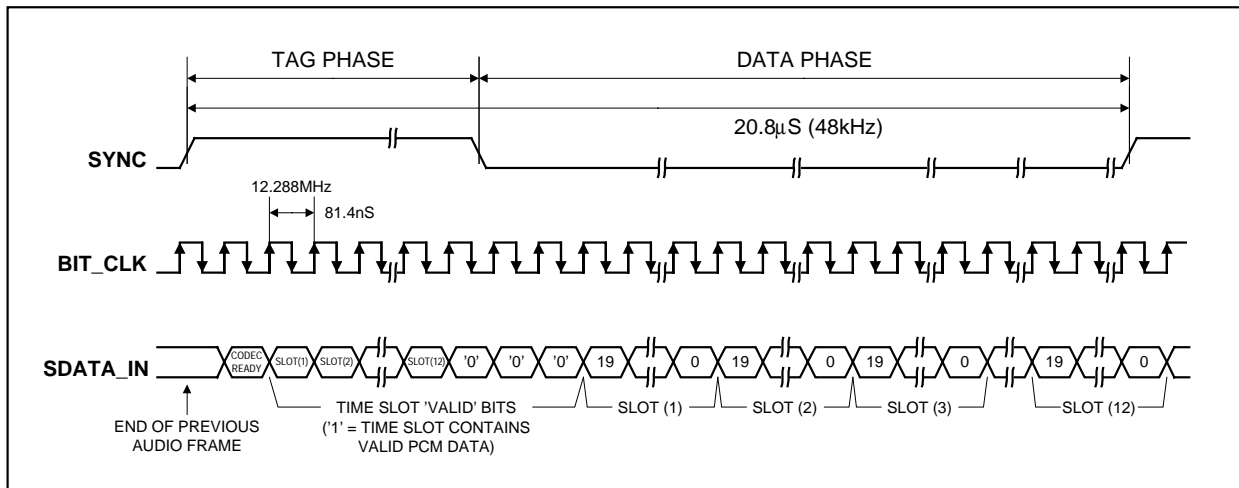 TAG PHASE
DATA PHASE
20.8μS (48kHz)
SYNC
12.288MHz
81.4nS
BIT_CLK
SDATA_IN
CODEC
READY
SLOT(1)
SLOT(2)
SLOT(12)
'0'
'0'
'0'
19
0
19
0
19
0
19
0
END OF PREVIOUS
AUDIO FRAME
TIME SLOT 'VALID' BITS
('1' = TIME SLOT CONTAINS
VALID PCM DATA)
SLOT (1)
SLOT (2)
SLOT (3)
SLOT (12)